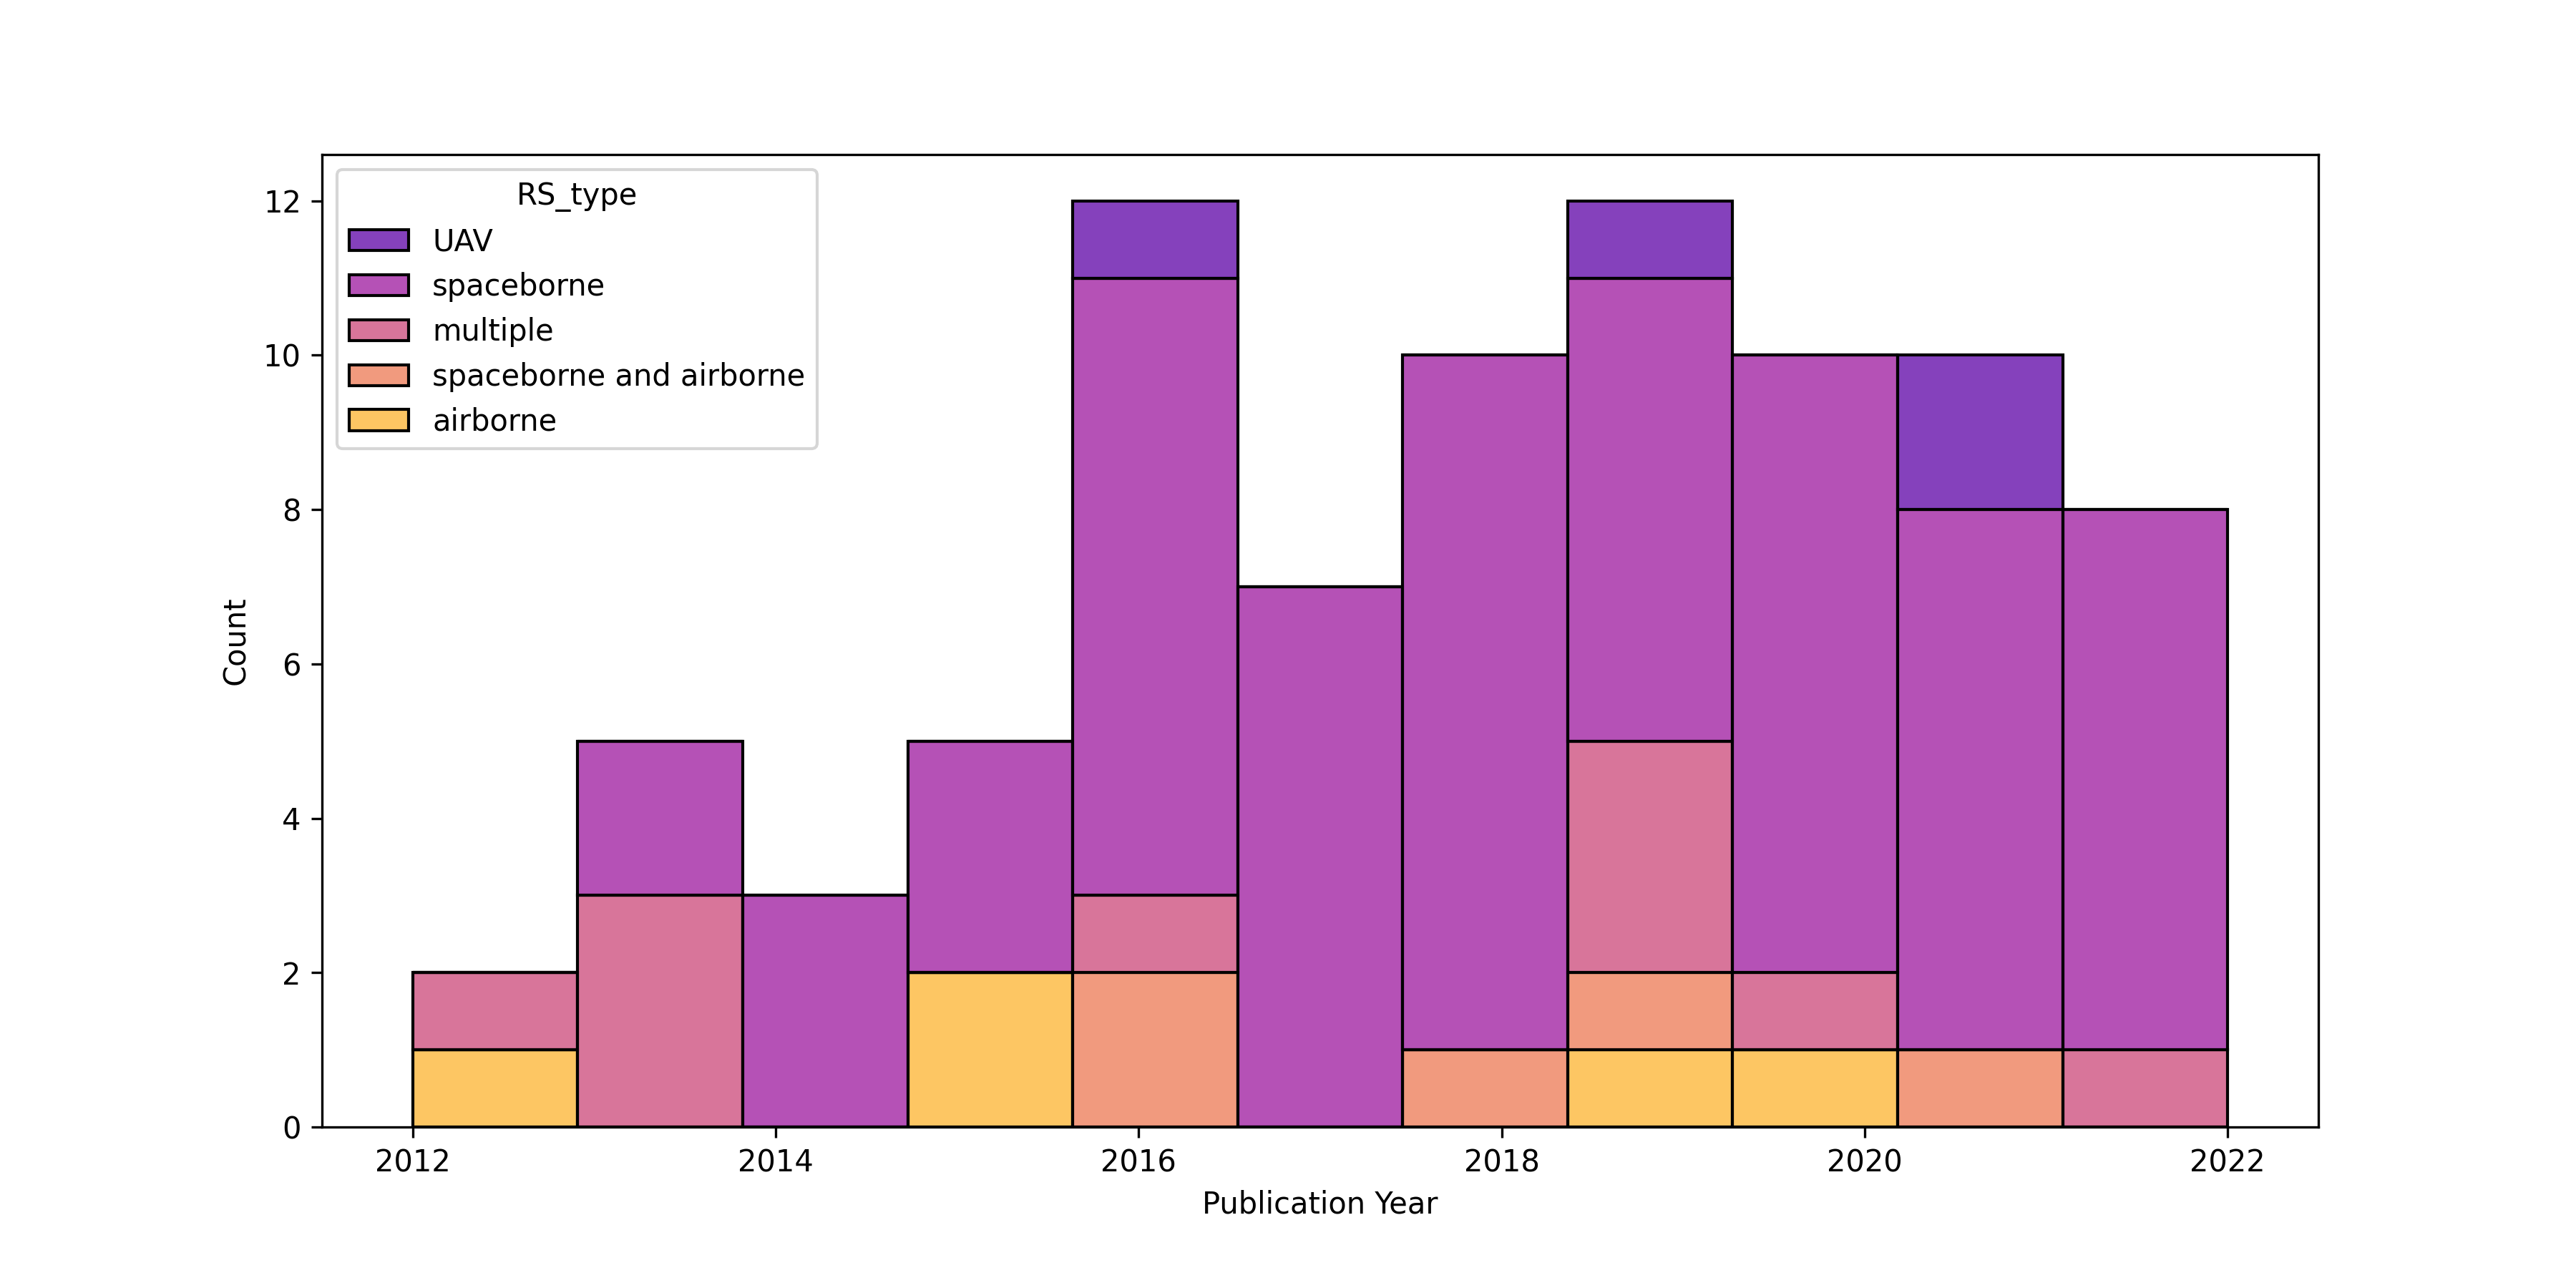 RS_type
UAV
spaceborne
multiple
spaceborne and airborne
airborne
12
10
8
6
4
2
0
Count
2012 2014 2016 2018 2020 2022
Publication Year